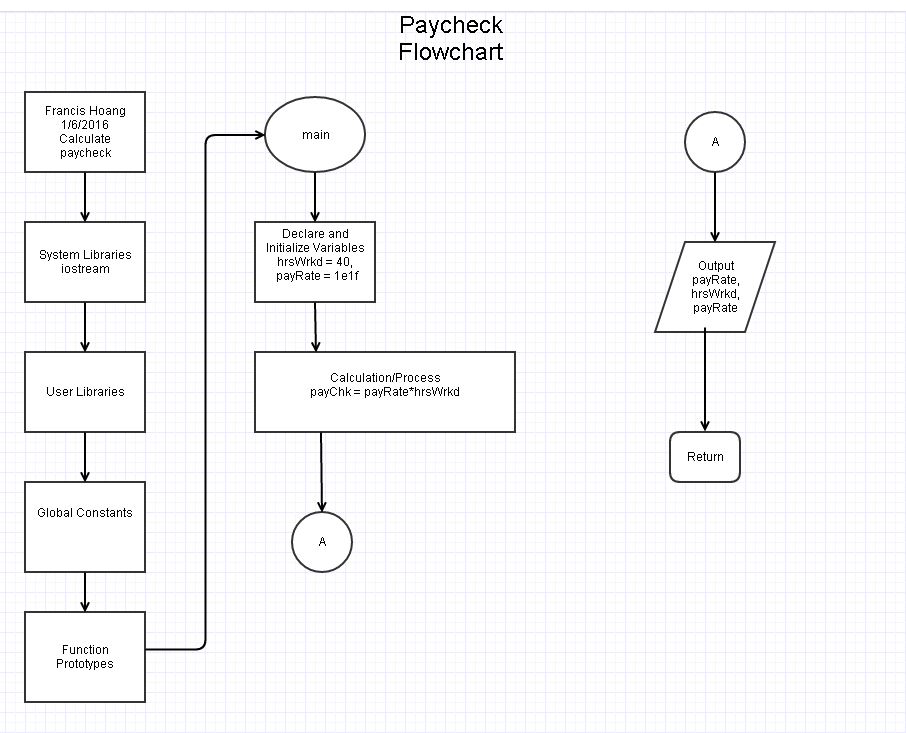 Paycheck
Flowchart
Francis Hoang
1/6/2016
Calculate
paycheck
System Libraries
iostream
User Libraries
Global Constants
Function
Prototypes
main
Declare and
Initialize Variables
hrsWrkd = 40,
payRate = 1e1f
Calculation/Process
payChk = payRate*hrsWrkd
A
A
Output
payRate,
hrsWrkd,
payRate
Return